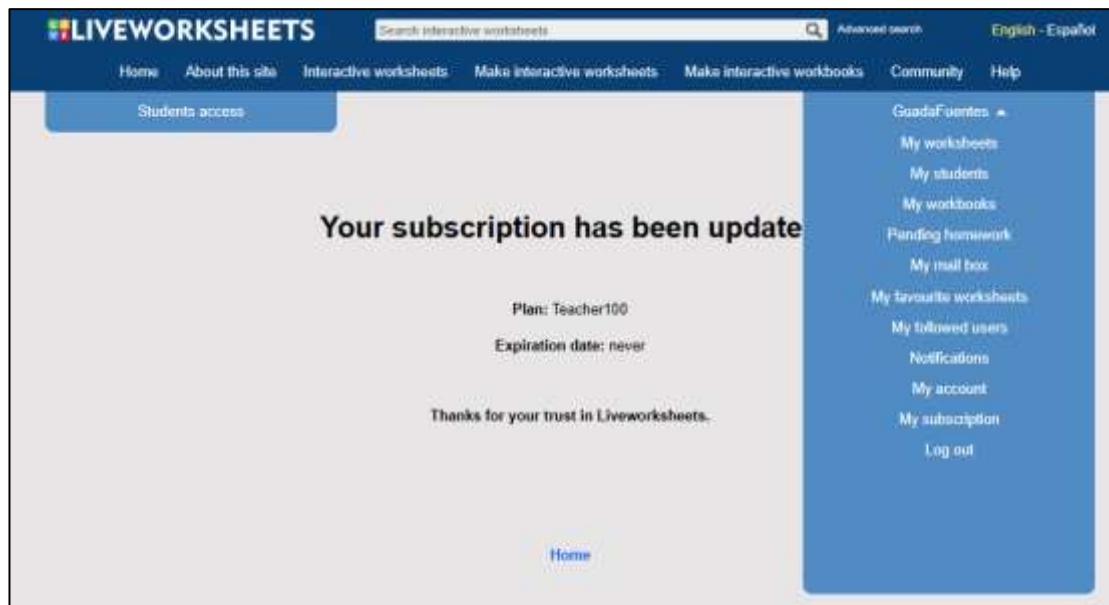 LIVEWORKSHEETS
Search interactive worksheets
Advanced search
English - Español
Home About this site Interactive worksheets Make interactive worksheets Make interactive workbooks Community Help
Students access
GuadaFuentes
My worksheets
My students
My workbooks
Your subscription has been update
Pending homework
My mail box
My favourite worksheets
Plan: Teacher100
My followed users
Expiration date: never
Notifications
My account
Thanks for your trust in Liveworksheets.
My subscription
Log out
Home